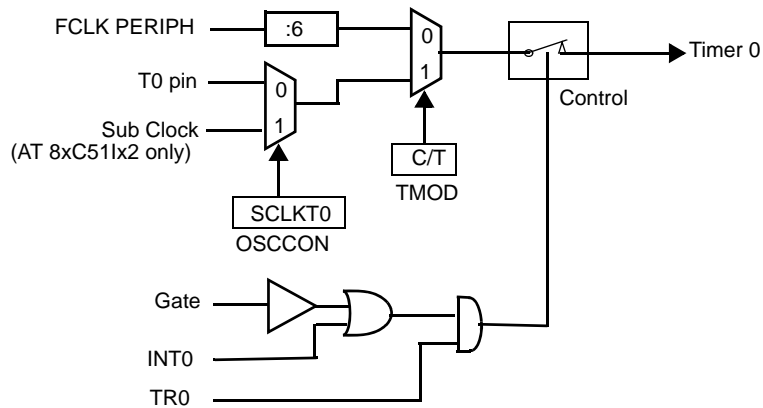 FCLK PERIPH
:6
0
1
Timer 0
T0 pin
0
1
Control
Sub Clock
(AT 8xC51Ix2 only)
C/T
TMOD
SCLKT0
OSCCON
Gate
INT0
TR0